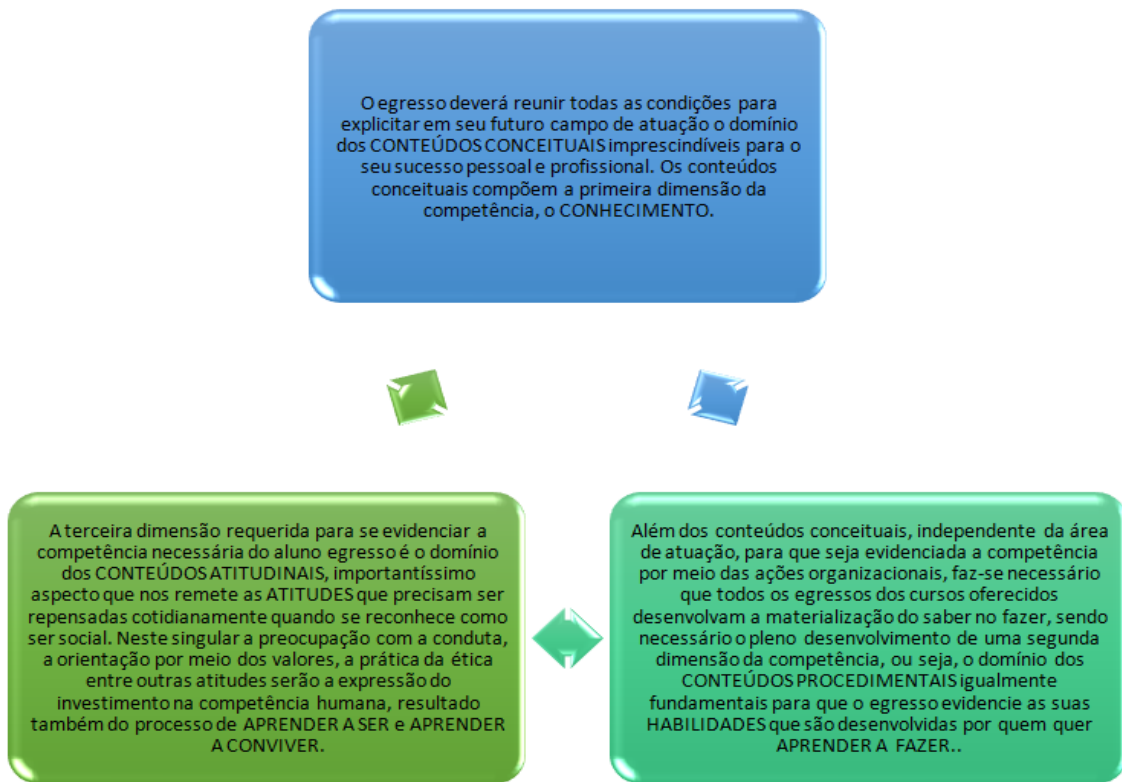 O egresso deverá reunir todas as condições para
explicitar em seu futuro campo de atuação o domínio
dos CONTEÚDOS CONCEITUAIS imprescindíveis para o
seu sucesso pessoal e profissional. Os conteúdos
conceituais compõem a primeira dimensão da
competência, o CONHECIMENTO.
A terceira dimensão requerida para se evidenciar a
competência necessária do aluno egresso é o domínio
dos CONTEÚDOS ATITUDINAIS, importantíssimo
aspecto que nos remete as ATITUDES que precisam ser
repensadas cotidianamente quando se reconhece como
ser social. Neste singular a preocupação com a conduta,
a orientação por meio dos valores, a prática da ética
entre outras atitudes serão a expressão do
investimento na competência humana, resultado
também do processo de APRENDER A SER e APRENDER
A CONVIVER.
Além dos conteúdos conceituais, independente da área
de atuação, para que seja evidenciada a competência
por meio das ações organizacionais, faz-se necessário
que todos os egressos dos cursos oferecidos
desenvolvam a materialização do saber no fazer, sendo
necessário o pleno desenvolvimento de uma segunda
dimensão da competência, ou seja, o domínio dos
CONTEÚDOS PROCEDIMENTAIS igualmente
fundamentais para que o egresso evidencie as suas
HABILIDADES que são desenvolvidas por quem quer
APRENDER A FAZER..